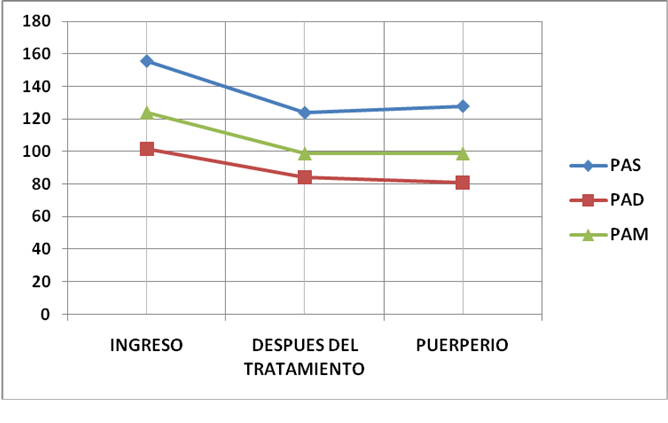 180
160
140
120
100
80
60
40
20
0
INGRESO
DESPUES DEL
TRATAMIENTO
PUERPERIO
PAS
PAD
PAM